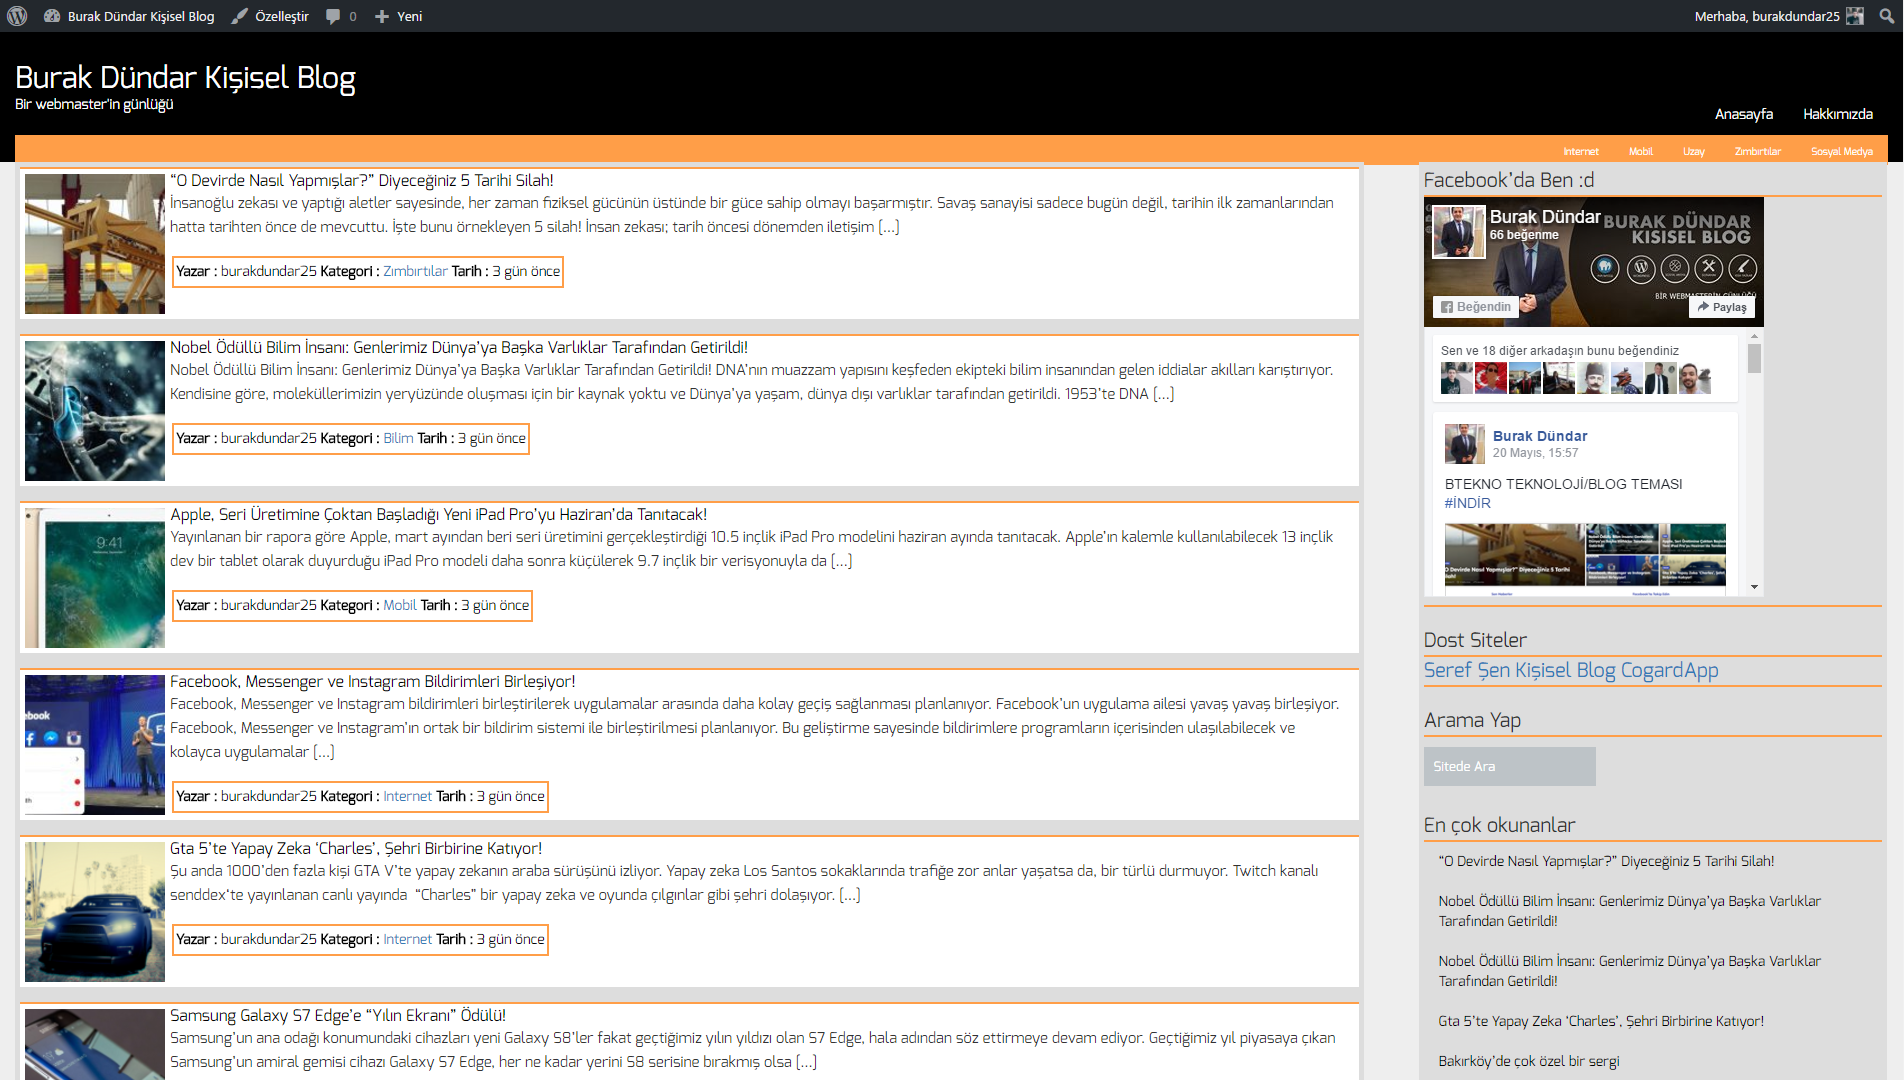 Burak Dündar Kişisel Blog
Özelleştir
0
Yeni
Merhaba, burakdundar25
Burak Dündar Kişisel Blog
Bir webmaster'in günlüğü
Anasayfa
Hakkımızda
Internet
Mobil
Uzay
Zımbırtılar
Sosyal Medya
“O Devirde Nasıl Yapmışlar?” Diyeceğiniz 5 Tarihi Silah!
İnsanoğlu zekası ve yaptığı aletler sayesinde, her zaman fiziksel gücünün üstünde bir güce sahip olmayı başarmıştır. Savaş sanayisi sadece bugün değil, tarihin ilk zamanlarından
hatta tarihten önce de mevcuttu. İşte bunu örnekleyen 5 silah! İnsan zekası; tarih öncesi dönemden iletişim […]
Yazar : burakdundar25 Kategori : Zımbırtılar Tarih : 3 gün önce
Nobel Ödüllü Bilim İnsanı: Genlerimiz Dünya’ya Başka Varlıklar Tarafından Getirildi!
Nobel Ödüllü Bilim İnsanı: Genlerimiz Dünya’ya Başka Varlıklar Tarafından Getirildi! DNA’nın muazzam yapısını keşfeden ekipteki bilim insanından gelen iddialar akılları karıştırıyor.
Kendisine göre, moleküllerimizin yeryüzünde oluşması için bir kaynak yoktu ve Dünya’ya yaşam, dünya dışı varlıklar tarafından getirildi. 1953’te DNA […]
Yazar : burakdundar25 Kategori : Bilim Tarih : 3 gün önce
9:41
Apple, Seri Üretimine Çoktan Başladığı Yeni iPad Pro’yu Haziran’da Tanıtacak!
Yayınlanan bir rapora göre Apple, mart ayından beri seri üretimini gerçekleştirdiği 10.5 inçlik iPad Pro modelini haziran ayında tanıtacak. Apple’ın kalemle kullanılabilecek 13 inçlik
dev bir tablet olarak duyurduğu iPad Pro modeli daha sonra küçülerek 9.7 inçlik bir verisyonuyla da […]
Yazar : burakdundar25 Kategori : Mobil Tarih : 3 gün önce
ebook
Facebook, Messenger ve Instagram Bildirimleri Birleşiyor!
Facebook, Messenger ve Instagram bildirimleri birleştirilerek uygulamalar arasında daha kolay geçiş sağlanması planlanıyor. Facebook’un uygulama ailesi yavaş yavaş birleşiyor.
Facebook, Messenger ve Instagram’ın ortak bir bildirim sistemi ile birleştirilmesi planlanıyor. Bu geliştirme sayesinde bildirimlere programların içerisinden ulaşılabilecek ve
kolayca uygulamalar […]
Yazar : burakdundar25 Kategori : Internet Tarih : 3 gün önce
Gta 5’te Yapay Zeka ‘Charles’, Şehri Birbirine Katıyor!
Şu anda 1000’den fazla kişi GTA V’te yapay zekanın araba sürüşünü izliyor. Yapay zeka Los Santos sokaklarında trafiğe zor anlar yaşatsa da, bir türlü durmuyor. Twitch kanalı
senddex‘te yayınlanan canlı yayında “Charles” bir yapay zeka ve oyunda çılgınlar gibi şehri dolaşıyor. […]
Yazar : burakdundar25 Kategori : Internet Tarih : 3 gün önce
Samsung Galaxy S7 Edge’e “Yılın Ekranı” Ödülü!
Samsung’un ana odağı konumundaki cihazları yeni Galaxy S8’ler fakat geçtiğimiz yılın yıldızı olan S7 Edge, hala adından söz ettirmeye devam ediyor. Geçtiğimiz yıl piyasaya çıkan
Samsung’un amiral gemisi cihazı Galaxy S7 Edge, her ne kadar yerini S8 serisine bırakmış olsa […]
Facebook’da Ben :d
Burak Dündar
66 beğenme
BURAK DÜNDAR
KISISEL BLOG
BİR WEBMASTERİN GÜNLÜĞÜ
Beğendin
Paylaş
Sen ve 18 diğer arkadaşın bunu beğendiniz
Burak Dündar
20 Mayıs, 15:57
BTEKNO TEKNOLOJİ/BLOG TEMASI
#İNDİR
Dost Siteler
Seref Şen Kişisel Blog CogardApp
Arama Yap
Sitede Ara
En çok okunanlar
“O Devirde Nasıl Yapmışlar?” Diyeceğiniz 5 Tarihi Silah!
Nobel Ödüllü Bilim İnsanı: Genlerimiz Dünya’ya Başka Varlıklar
Tarafından Getirildi!
Nobel Ödüllü Bilim İnsanı: Genlerimiz Dünya’ya Başka Varlıklar
Tarafından Getirildi!
Gta 5’te Yapay Zeka ‘Charles’, Şehri Birbirine Katıyor!
Bakırköy’de çok özel bir sergi